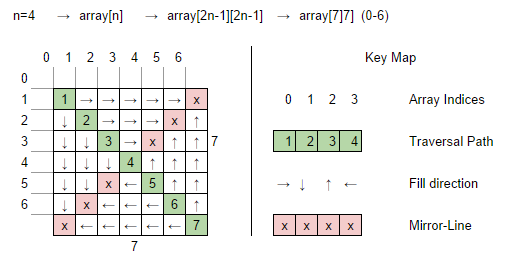 n=4 → array[n] → array[2n-1][2n-1] → array[7]7] (0-6)
0 1 2 3 4 5 6
0
1 1 → → → → → x
2 ↓ 2 → → → x ↑
3 ↓ ↓ 3 → x ↑ ↑ 7
4 ↓ ↓ ↓ 4 ↑ ↑ ↑
5 ↓ ↓ x ← 5 ↑ ↑
6 ↓ x ← ← ← 6 ↑
x ← ← ← ← ← 7
7
Key Map
0 1 2 3 Array Indices
1 2 3 4 Traversal Path
→ ↓ ↑ ← Fill direction
x x x x Mirror-Line